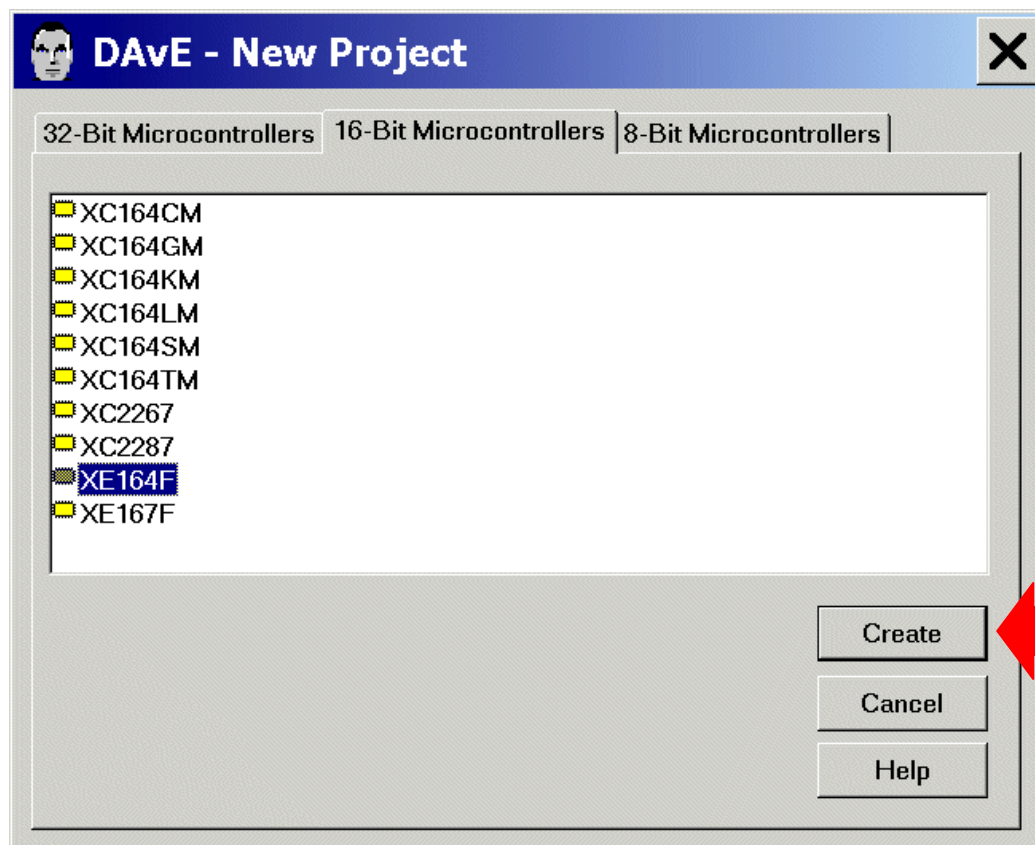 DAvE - New Project
32-Bit Microcontrollers 16-Bit Microcontrollers 8-Bit Microcontrollers
XC164CM
XC164GM
XC164KM
XC164LM
XC164SM
XC164TM
XC2267
XC2287
XE164F
XE167F
Create
Cancel
Help